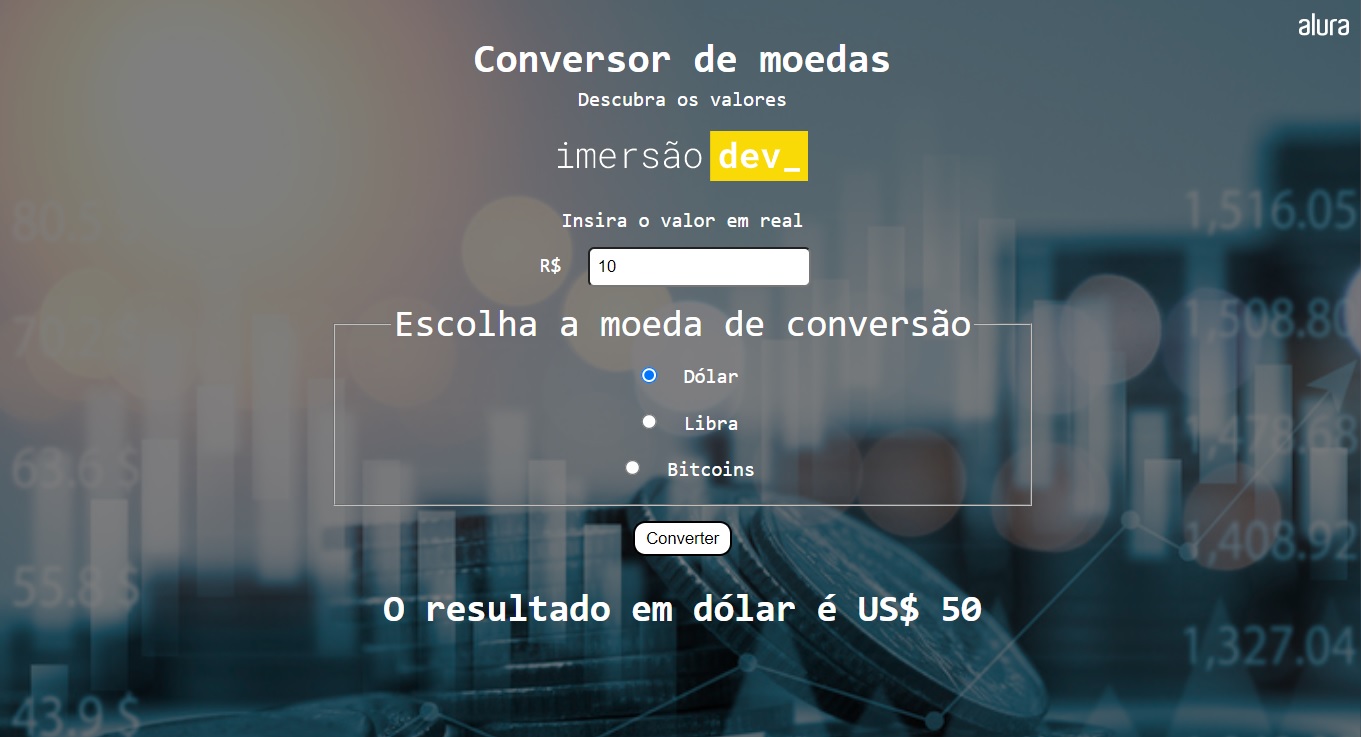 alura
Conversor de moedas
Descubra os valores
imersão dev_
Insira o valor em real
R$ 10
Escolha a moeda de conversão
Dólar
Libra
Bitcoins
Converter
O resultado em dólar é US$ 50
80.5
1,516.05
1,508.80
70.2
1,478.68
63.6 $
1,408.92
55.8 $
1,327.04
43.9 $